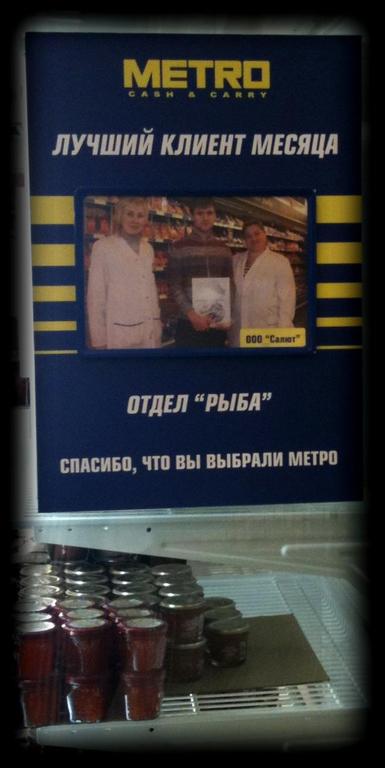 METRO
CASH & CARRY
ЛУЧШИЙ КЛИЕНТ МЕСЯЦА
ООО "Салют"
ОТДЕЛ "РЫБА"
СПАСИБО, ЧТО ВЫ ВЫБРАЛИ МЕТРО